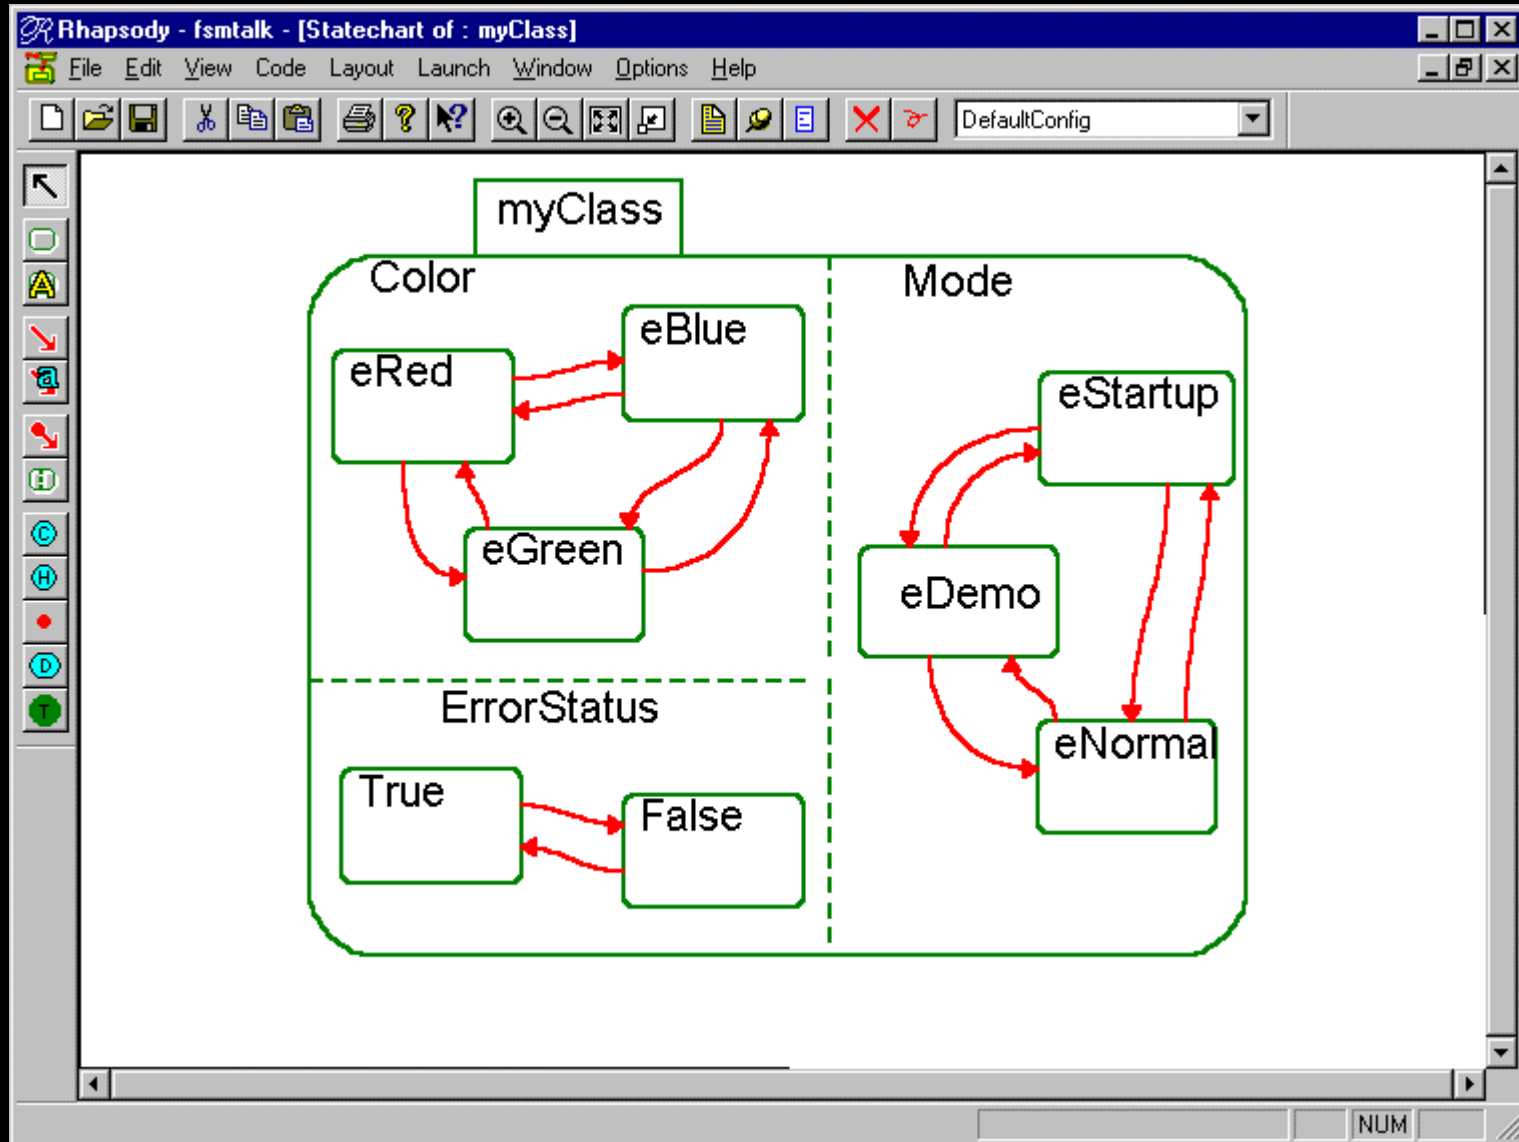 Rhapsody - fsmtalk - [Statechart of : myClass]
File Edit View Code Layout Launch Window Options Help
DefaultConfig
myClass
Color
Mode
eBlue
eRed
eStartup
eGreen
eDemo
ErrorStatus
eNormal
True
False
NUM